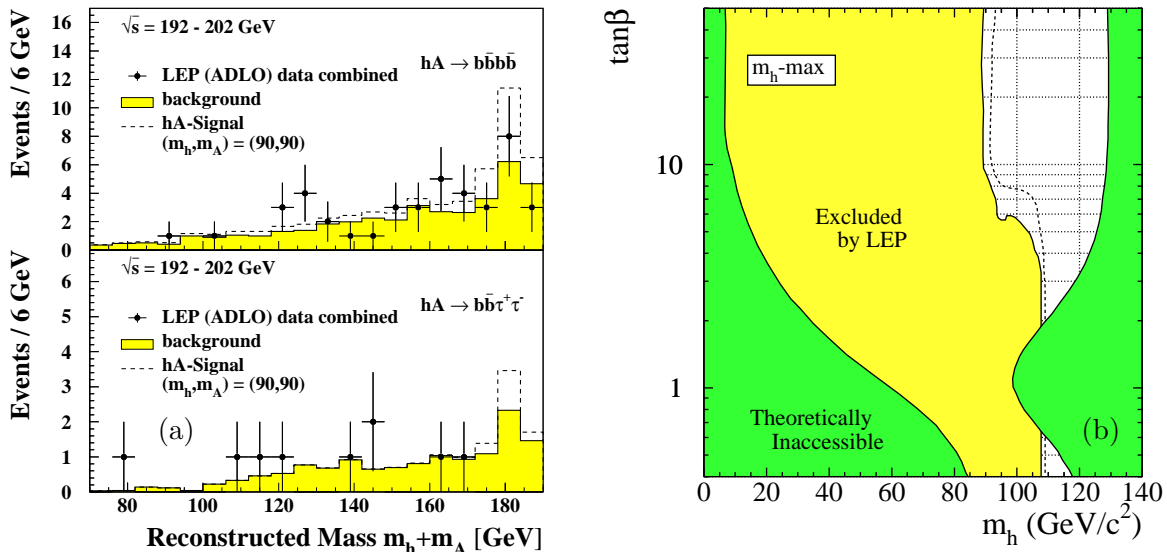 Events / 6 GeV
16
14
12
10
8
6
4
2
0
√s = 192 - 202 GeV
hA → bb̄bb̄
LEP (ADLO) data combined
background
hA-Signal
(m_h,m_A) = (90,90)
Events / 6 GeV
6
5
4
3
2
1
0
√s = 192 - 202 GeV
hA → bb̄τ⁺τ⁻
LEP (ADLO) data combined
background
hA-Signal
(m_h,m_A) = (90,90)
(a)
80 100 120 140 160 180
Reconstructed Mass m_h+m_A [GeV]
tanβ
10
1
m_h-max
Excluded
by LEP
Theoretically
Inaccessible
(b)
0 20 40 60 80 100 120 140
m_h (GeV/c²)